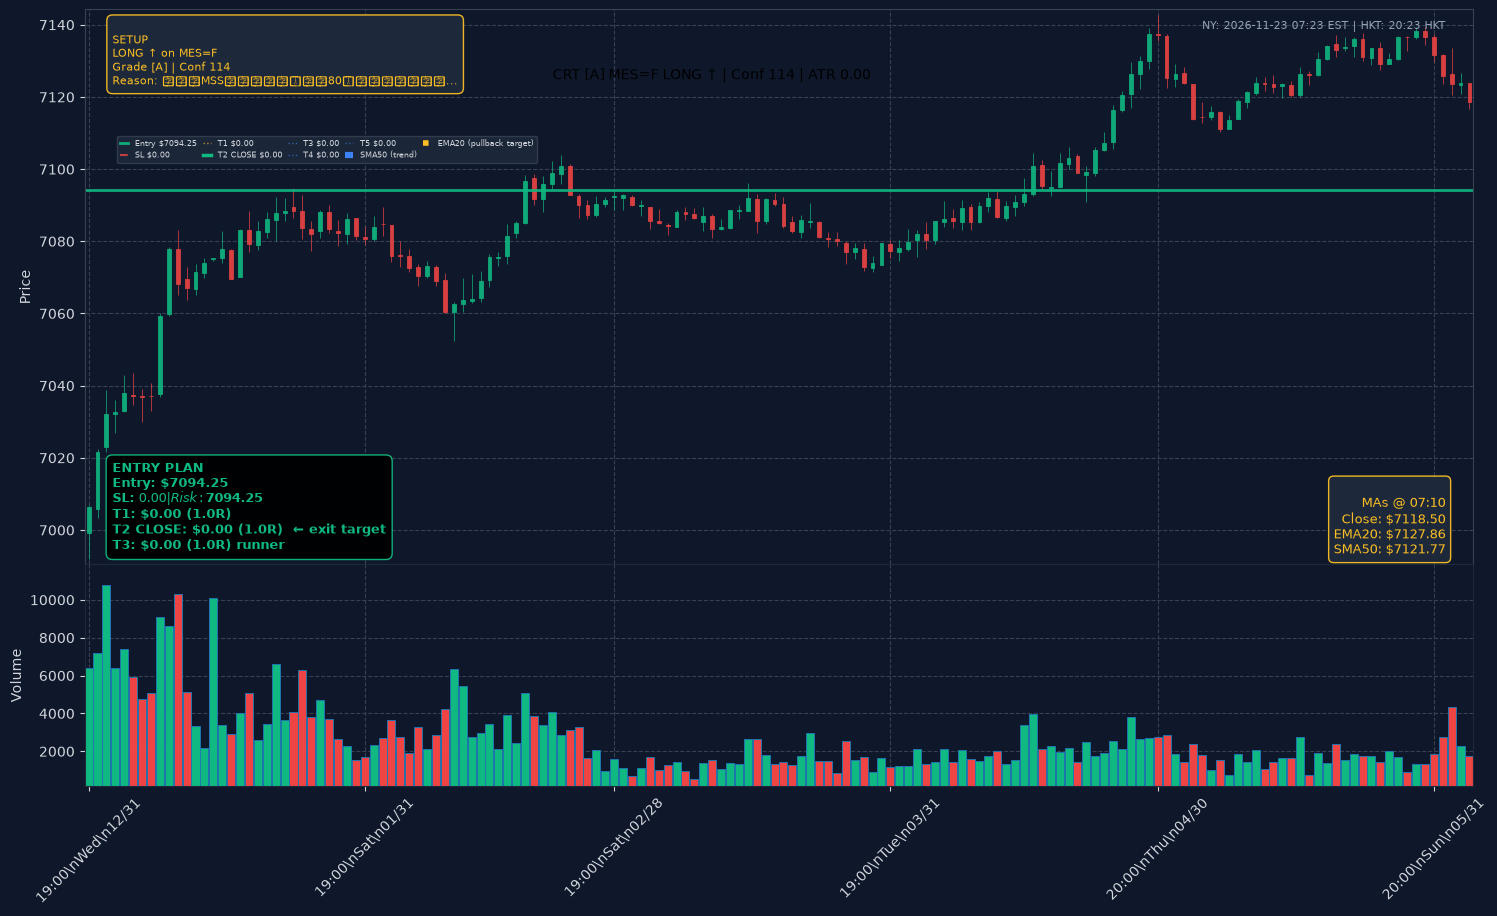 NY: 2026-11-23 07:23 EST | HKT: 20:23 HKT
SETUP
LONG ↑ on MES=F
Grade [A] | Conf 114
Reason: MSS80...
CRT [A] MES=F LONG ↑ | Conf 114 | ATR 0.00
Entry $7094.25
SL $0.00
T1 $0.00
T2 CLOSE $0.00
T3 $0.00
T4 $0.00
T5 $0.00
SMA50 (trend)
EMA20 (pullback target)
Price
7140
7120
7100
7080
7060
7040
7020
7000
ENTRY PLAN
Entry: $7094.25
SL: 0.00|Risk:7094.25
T1: $0.00 (1.0R)
T2 CLOSE: $0.00 (1.0R) ← exit target
T3: $0.00 (1.0R) runner
MAs @ 07:10
Close: $7118.50
EMA20: $7127.86
SMA50: $7121.77
Volume
10000
8000
6000
4000
2000
19:00\nWed\n12/31
19:00\nSat\n01/31
19:00\nSat\n02/28
19:00\nTue\n03/31
20:00\nThu\n04/30
20:00\nSun\n05/31